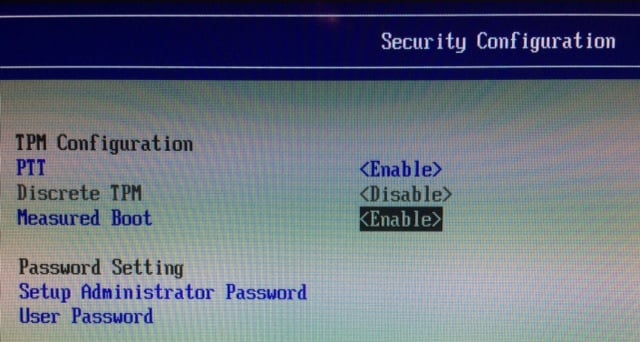 Security Configuration
TPM Configuration
PTT <Enable>
Discrete TPM <Disable>
Measured Boot <Enable>
Password Setting
Setup Administrator Password
User Password